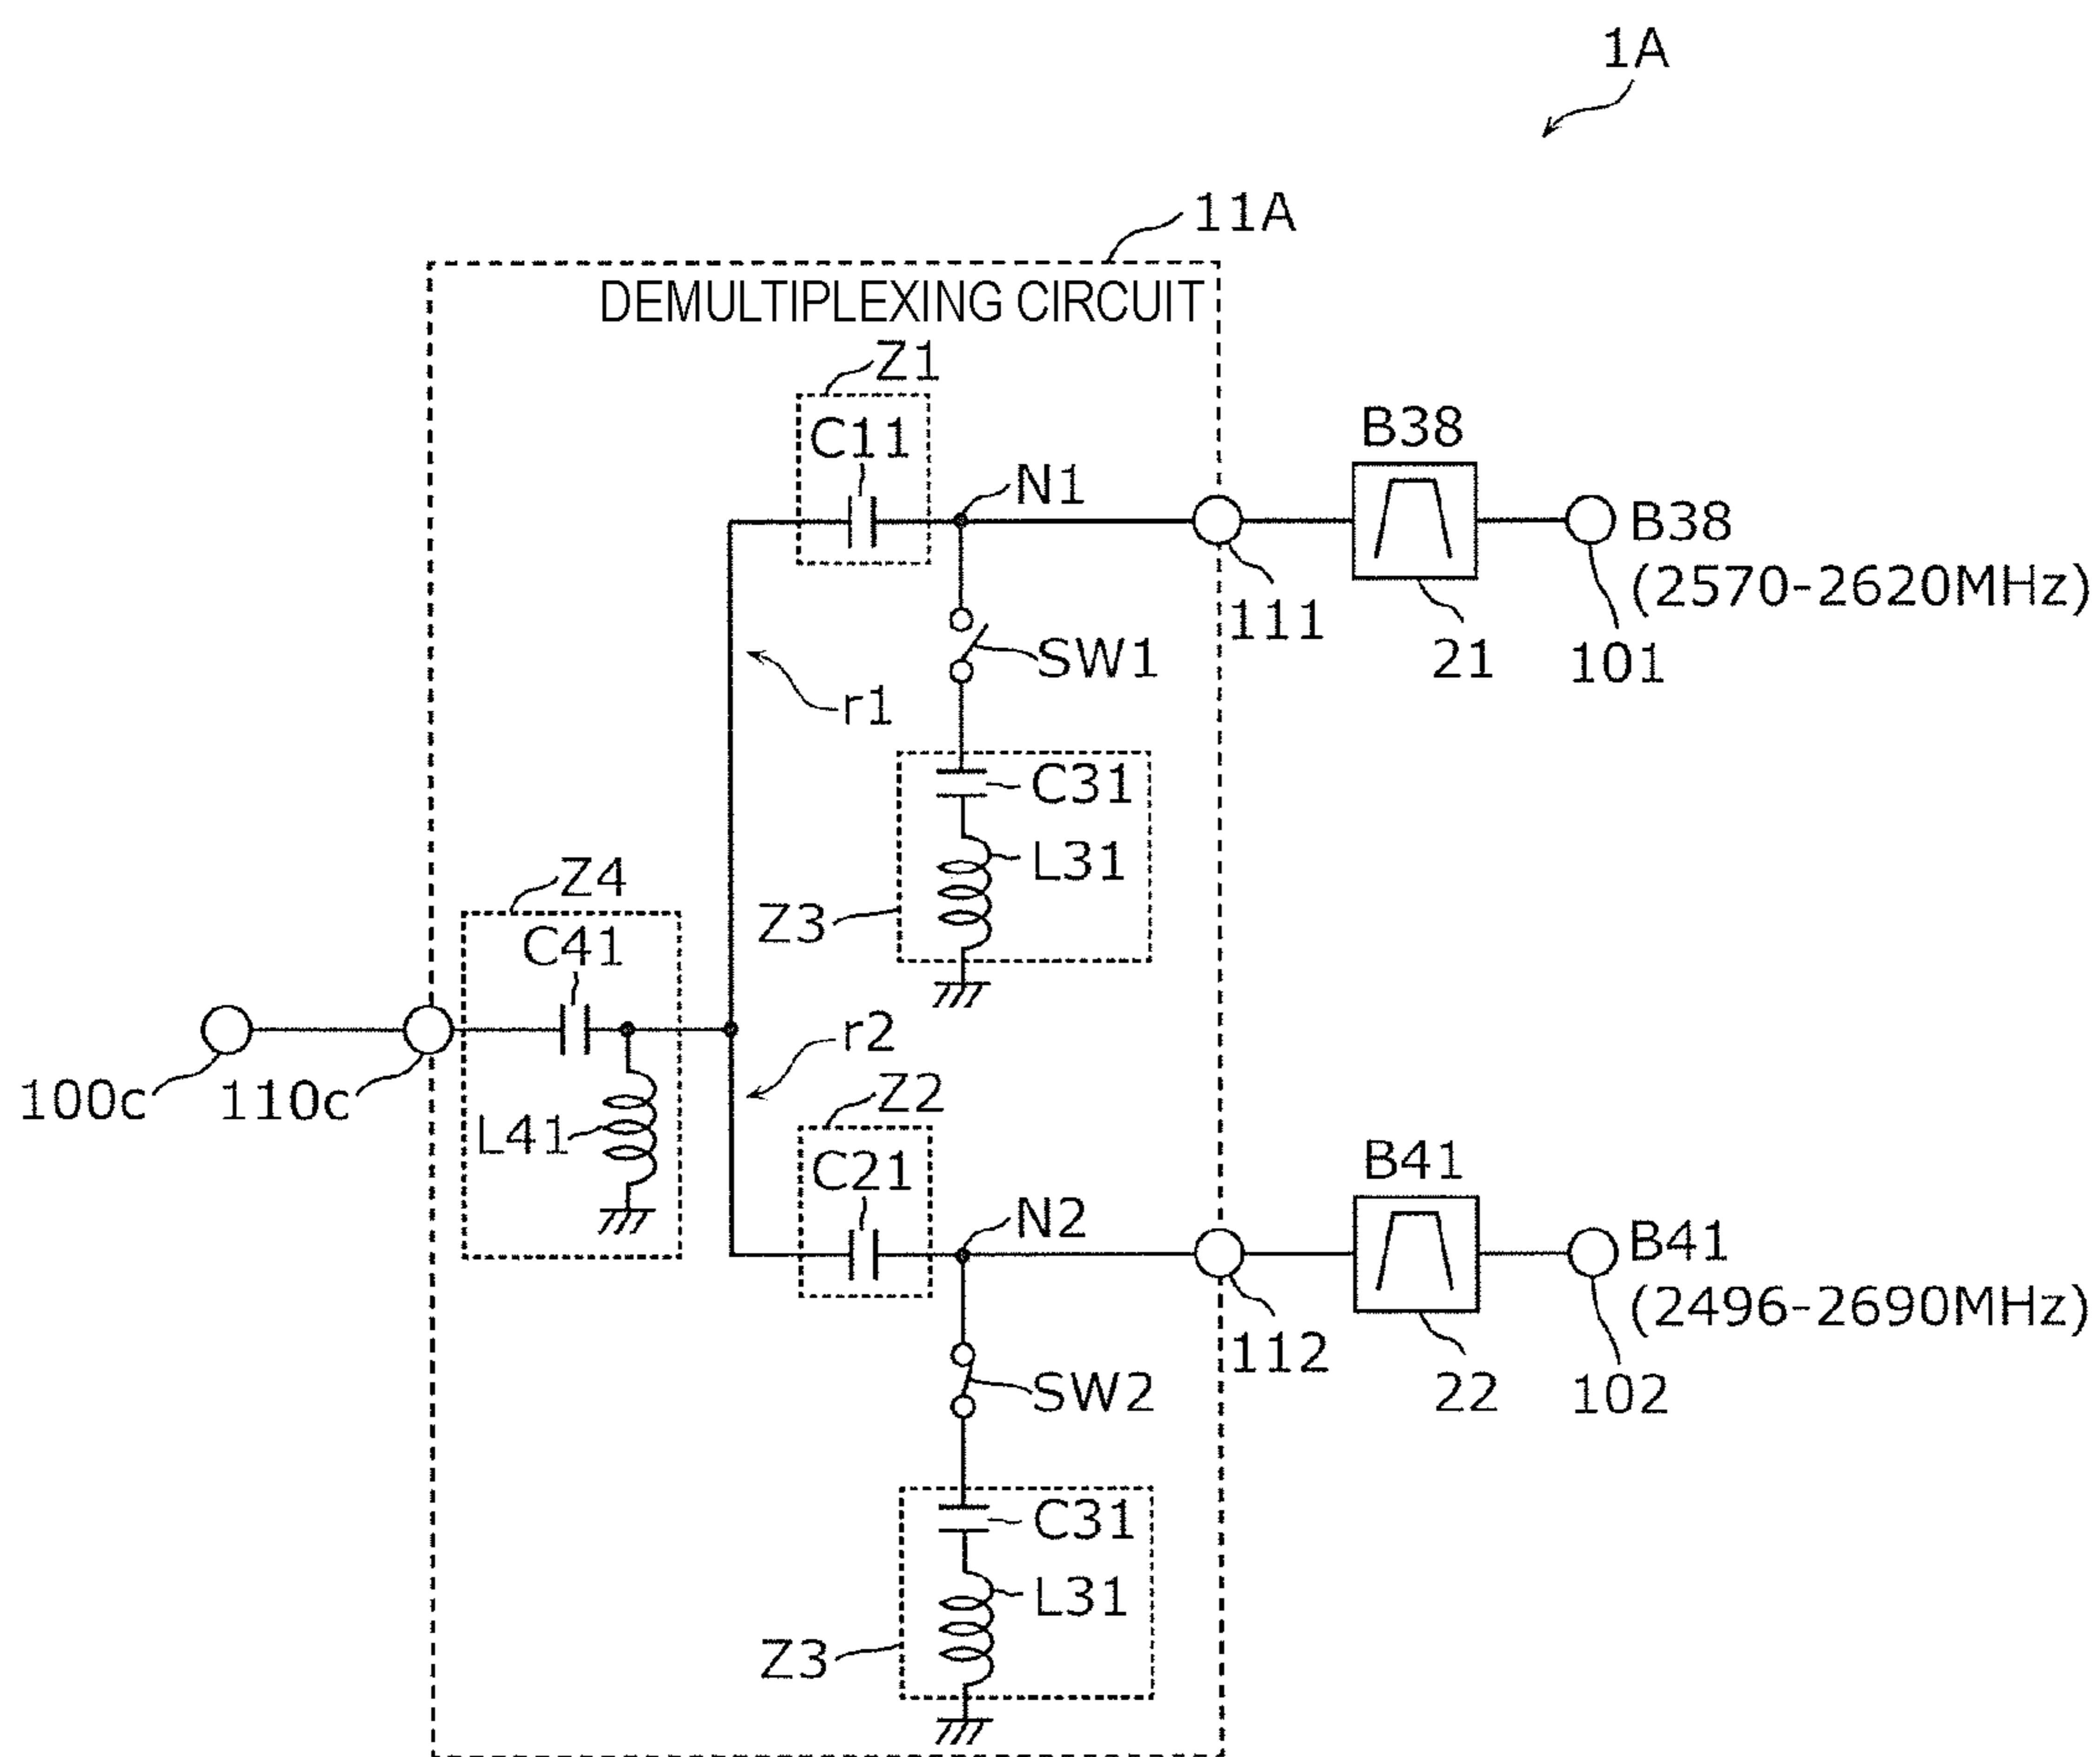 1A
11A
DEMULTIPLEXING CIRCUIT
Z1
C11
N1
B38
B38
(2570-2620MHz)
111
21
101
SW1
r1
C31
L31
Z3
Z4
C41
100c
110c
L41
r2
Z2
C21
N2
B41
B41
(2496-2690MHz)
112
22
102
SW2
C31
L31
Z3